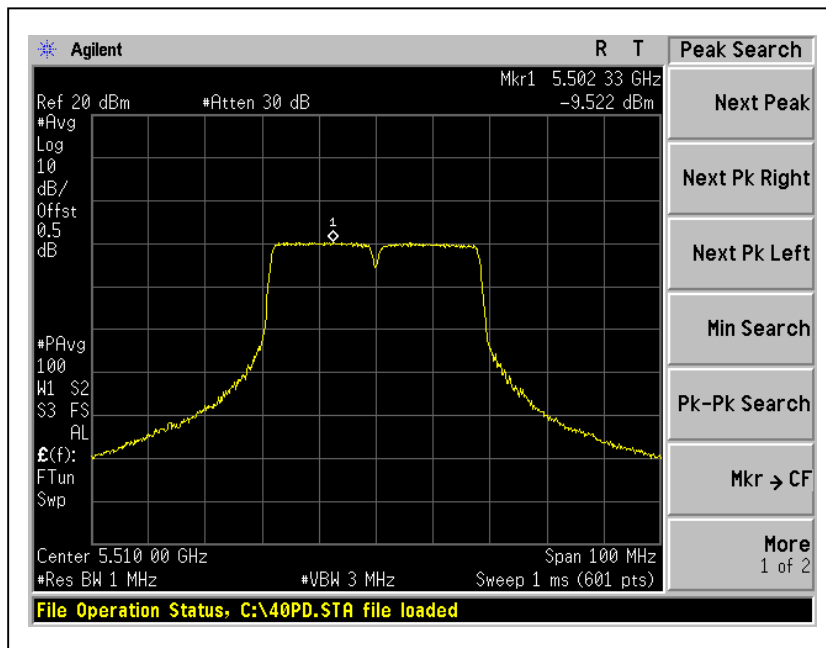 Agilent R T Peak Search
Mkr1 5.502 33 GHz
Ref 20 dBm #Atten 30 dB -9.522 dBm
#Avg
Log
10
dB/
Offst
0.5
dB
1
#PAvg
100
W1 S2
S3 FS
AL
£(f):
FTun
Swp
Center 5.510 00 GHz Span 100 MHz
#Res BW 1 MHz #VBW 3 MHz Sweep 1 ms (601 pts)
File Operation Status, C:\40PD.STA file loaded
Next Peak
Next Pk Right
Next Pk Left
Min Search
Pk-Pk Search
Mkr → CF
More
1 of 2